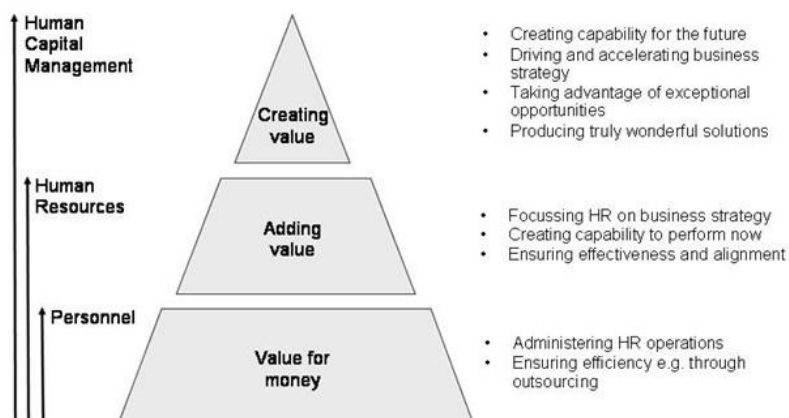 Human
Capital
Management
Creating
value
• Creating capability for the future
• Driving and accelerating business
strategy
• Taking advantage of exceptional
opportunities
• Producing truly wonderful solutions
Human
Resources
Adding
value
• Focussing HR on business strategy
• Creating capability to perform now
• Ensuring effectiveness and alignment
Personnel
Value for
money
• Administering HR operations
• Ensuring efficiency e.g. through
outsourcing